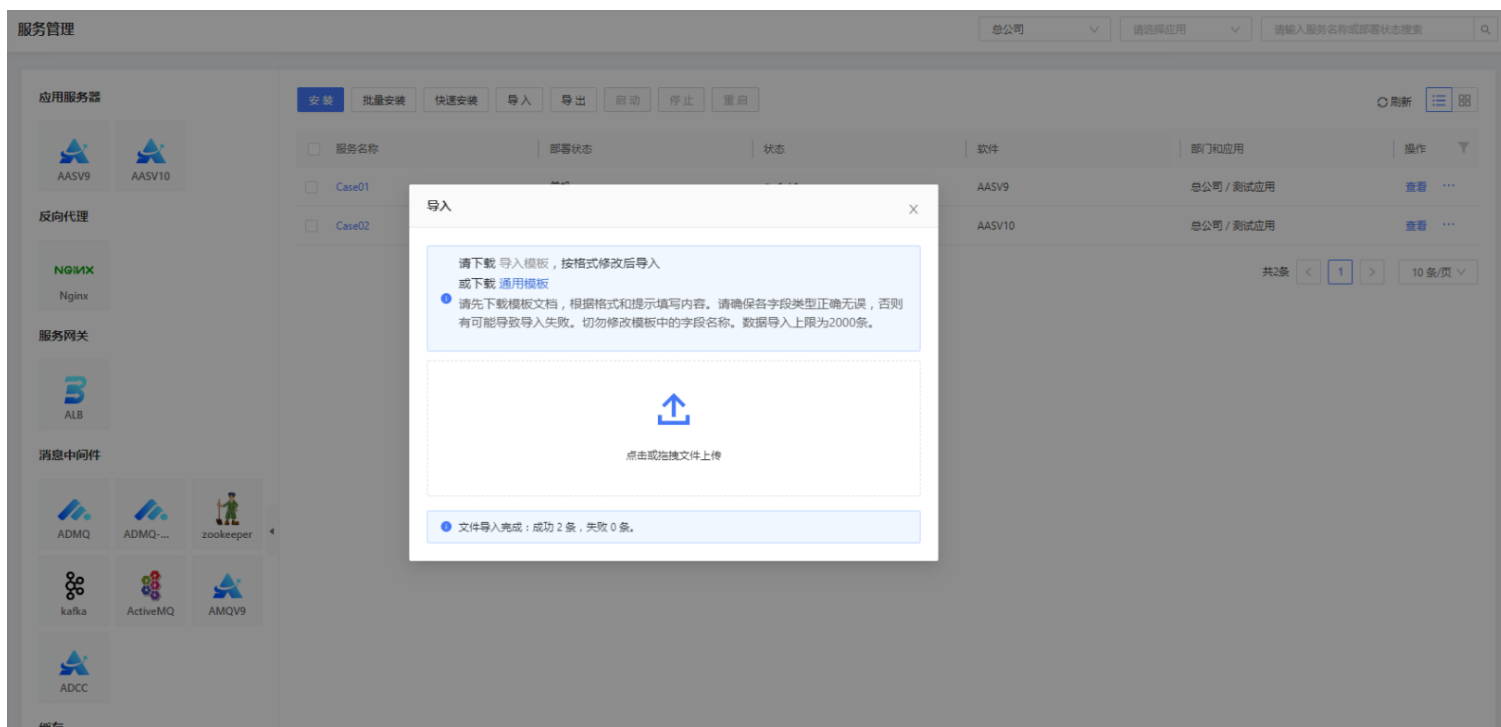 服务管理
总公司
请选择应用
请输入服务名称或部署状态搜索
应用服务器
AASV9
AASV10
反向代理
NGINX
Nginx
服务网关
ALB
消息中间件
ADMQ
ADMQ-...
zookeeper
kafka
ActiveMQ
AMQV9
ADCC
安 装
批量安装
快速安装
导入
导出
启动
停止
重启
刷新
服务名称
部署状态
状态
软件
部门和应用
操作
Case01
AASV9
总公司 / 测试应用
查看 ···
Case02
AASV10
总公司 / 测试应用
查看 ···
共2条
1
10 条/页
导入
请下载 导入模板，按格式修改后导入
或下载 通用模板
请先下载模板文档，根据格式和提示填写内容。请确保各字段类型正确无误，否则
有可能导致导入失败。切勿修改模板中的字段名称。数据导入上限为2000条。
点击或拖拽文件上传
文件导入完成：成功 2 条，失败 0 条。